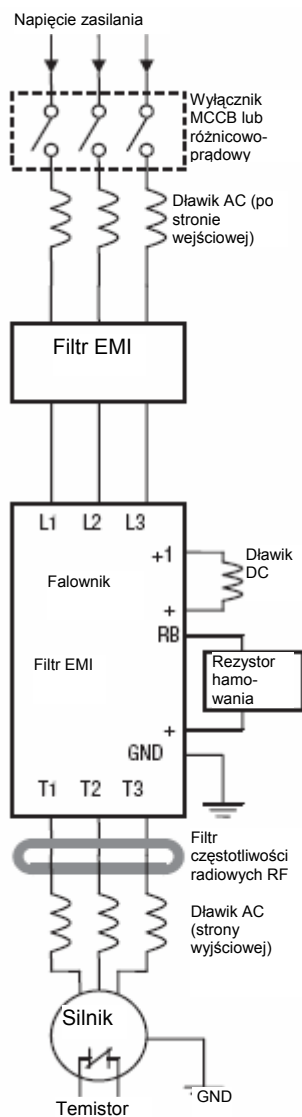 Napięcie zasilania
Wyłącznik
MCCB lub
różnicowo-
prądowy
Dławik AC (po
stronie
wejściowej)
Filtr EMI
L1 L2 L3
+1
Dławik
DC
Falownik
+
RB
Filtr EMI
Rezystor
hamo-
wania
+
GND
T1 T2 T3
Filtr
częstotliwości
radiowych RF
Dławik AC
(strony
wyjściowej)
Silnik
GND
Temistor